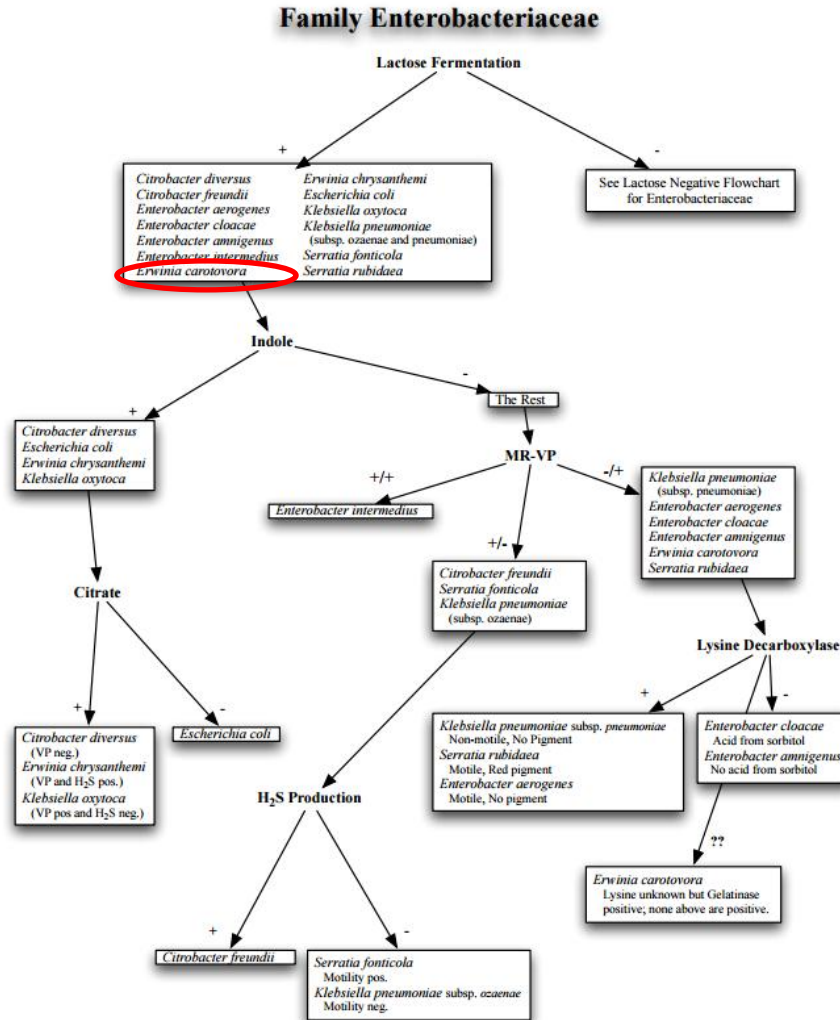 Family Enterobacteriaceae
Lactose Fermentation
+
-
Citrobacter diversus
Citrobacter freundii
Enterobacter aerogenes
Enterobacter cloacae
Enterobacter amnigenus
Enterobacter intermedius
Erwinia carotovora
Erwinia chrysanthemi
Escherichia coli
Klebsiella oxytoca
Klebsiella pneumoniae
(subsp. ozaenae and pneumoniae)
Serratia fonticola
Serratia rubidaea
See Lactose Negative Flowchart
for Enterobacteriaceae
Indole
+
-
Citrobacter diversus
Escherichia coli
Erwinia chrysanthemi
Klebsiella oxytoca
The Rest
MR-VP
+/+
+/-
-/+
Enterobacter intermedius
Citrobacter freundii
Serratia fonticola
Klebsiella pneumoniae
(subsp. ozaenae)
Klebsiella pneumoniae
(subsp. pneumoniae)
Enterobacter aerogenes
Enterobacter cloacae
Enterobacter amnigenus
Erwinia carotovora
Serratia rubidaea
Citrate
+
-
Citrobacter diversus
(VP neg.)
Erwinia chrysanthemi
(VP and H₂S pos.)
Klebsiella oxytoca
(VP pos and H₂S neg.)
Escherichia coli
Lysine Decarboxylase
+
-
Klebsiella pneumoniae subsp. pneumoniae
Non-motile, No Pigment
Serratia rubidaea
Motile, Red pigment
Enterobacter aerogenes
Motile, No pigment
Enterobacter cloacae
Acid from sorbitol
Enterobacter amnigenus
No acid from sorbitol
??
Erwinia carotovora
Lysine unknown but Gelatinase
positive; none above are positive.
H₂S Production
+
-
Citrobacter freundii
Serratia fonticola
Motility pos.
Klebsiella pneumoniae subsp. ozaenae
Motility neg.